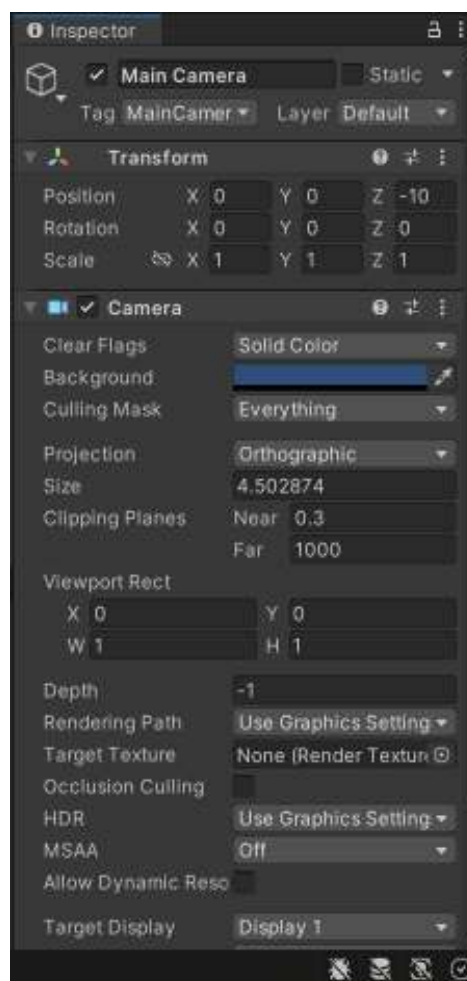 Inspector
Main Camera Static
Tag MainCamer Layer Default
Transform
Position X 0 Y 0 Z -10
Rotation X 0 Y 0 Z 0
Scale X 1 Y 1 Z 1
Camera
Clear Flags Solid Color
Background
Culling Mask Everything
Projection Orthographic
Size 4.502874
Clipping Planes Near 0.3
Far 1000
Viewport Rect
X 0 Y 0
W 1 H 1
Depth -1
Rendering Path Use Graphics Setting
Target Texture None (Render Textur
Occlusion Culling
HDR Use Graphics Setting
MSAA Off
Allow Dynamic Reso
Target Display Display 1